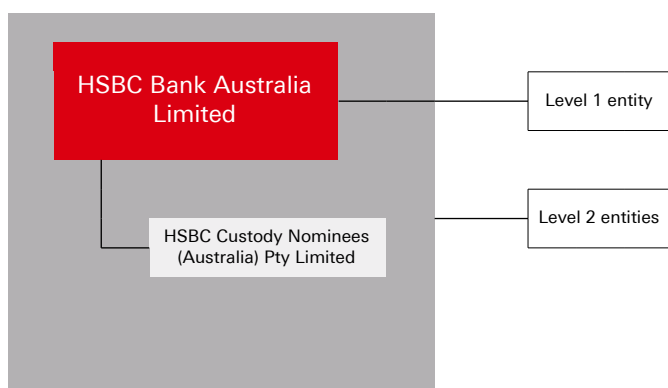 HSBC Bank Australia
Limited
Level 1 entity
Level 2 entities
HSBC Custody Nominees
(Australia) Pty Limited